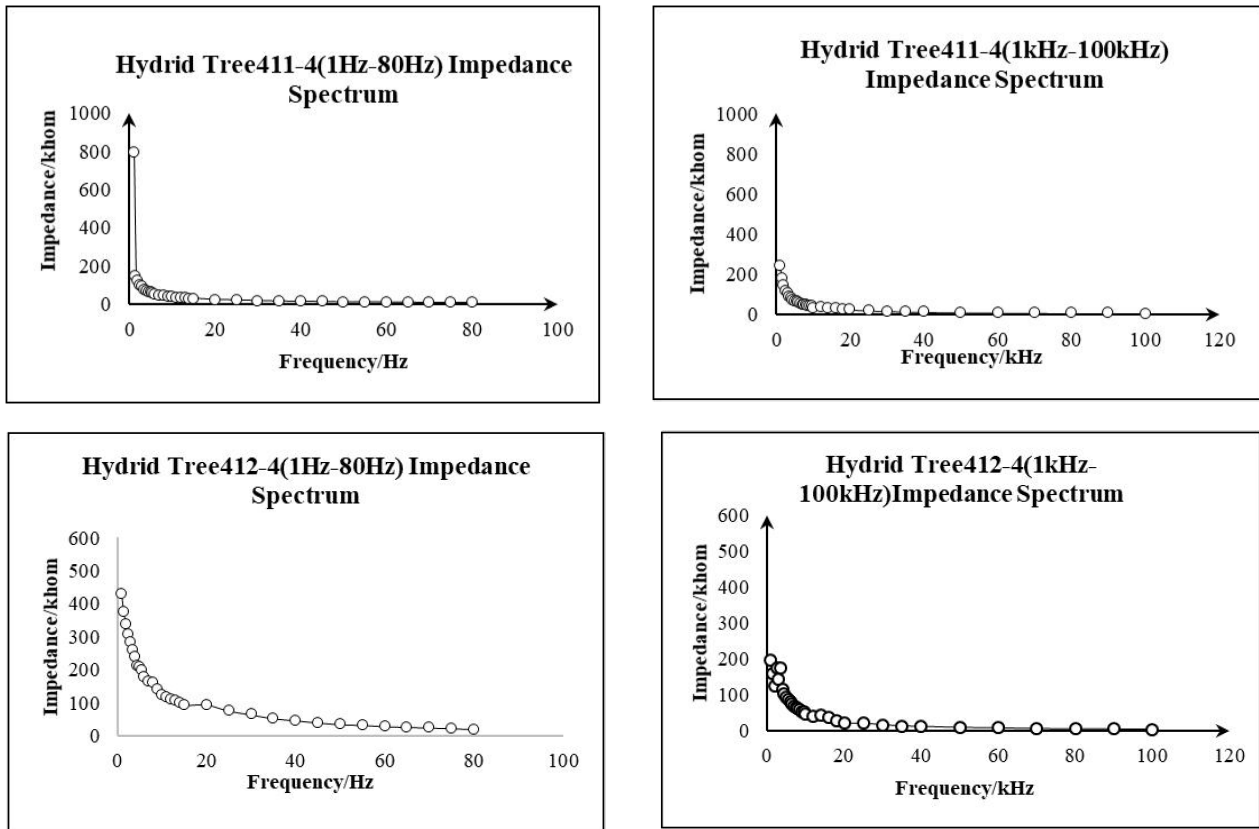 Hydrid Tree411-4(1Hz-80Hz) Impedance
Spectrum
1000
800
600
400
200
0
Impedance/khom
0 20 40 60 80 100
Frequency/Hz
Hydrid Tree411-4(1kHz-100kHz)
Impedance Spectrum
1000
800
600
400
200
0
Impedance/khom
0 20 40 60 80 100 120
Frequency/kHz
Hydrid Tree412-4(1Hz-80Hz) Impedance
Spectrum
600
500
400
300
200
100
0
Impedance/khom
0 20 40 60 80 100
Frequency/Hz
Hydrid Tree412-4(1kHz-
100kHz)Impedance Spectrum
600
500
400
300
200
100
0
Impedance/khom
0 20 40 60 80 100 120
Frequency/kHz